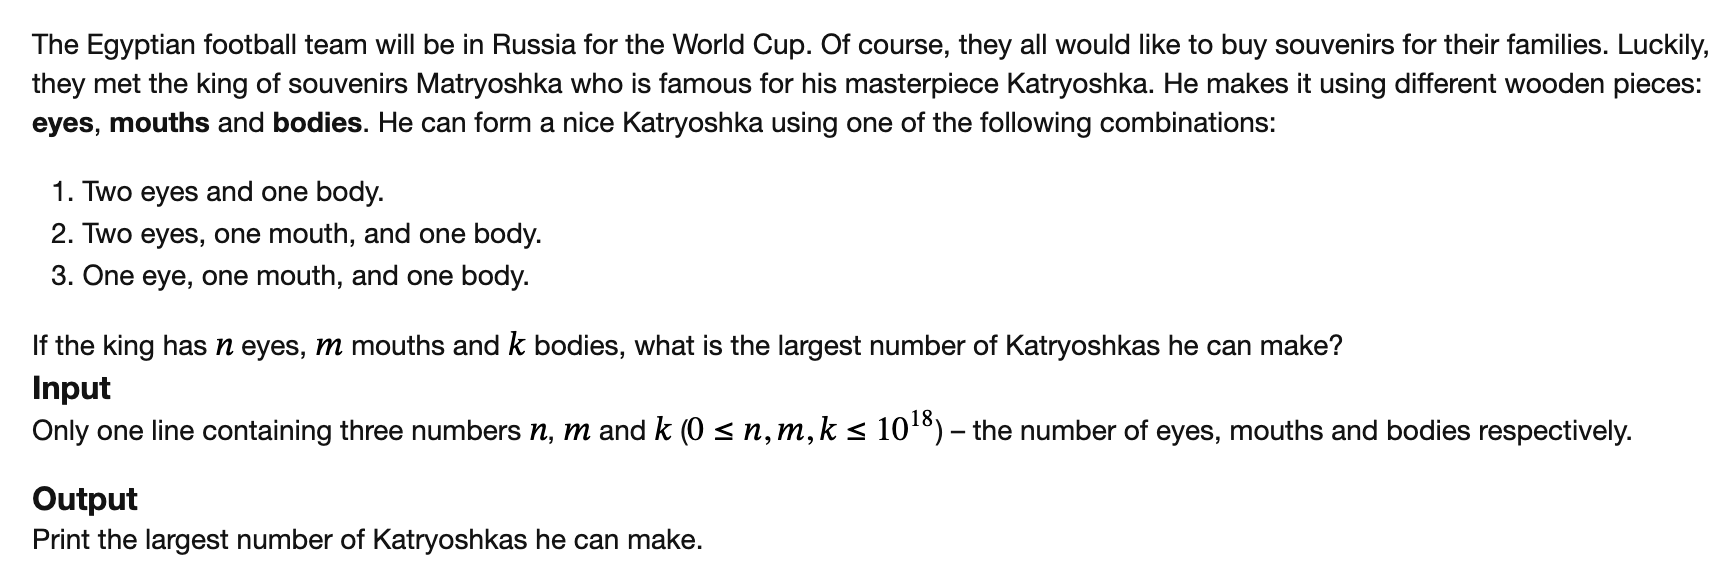 The Egyptian football team will be in Russia for the World Cup. Of course, they all would like to buy souvenirs for their families. Luckily,
they met the king of souvenirs Matryoshka who is famous for his masterpiece Katryoshka. He makes it using different wooden pieces:
eyes, mouths and bodies. He can form a nice Katryoshka using one of the following combinations:
1. Two eyes and one body.
2. Two eyes, one mouth, and one body.
3. One eye, one mouth, and one body.
If the king has n eyes, m mouths and k bodies, what is the largest number of Katryoshkas he can make?
Input
Only one line containing three numbers n, m and k (0 ≤ n, m, k ≤ 10¹⁸) – the number of eyes, mouths and bodies respectively.
Output
Print the largest number of Katryoshkas he can make.